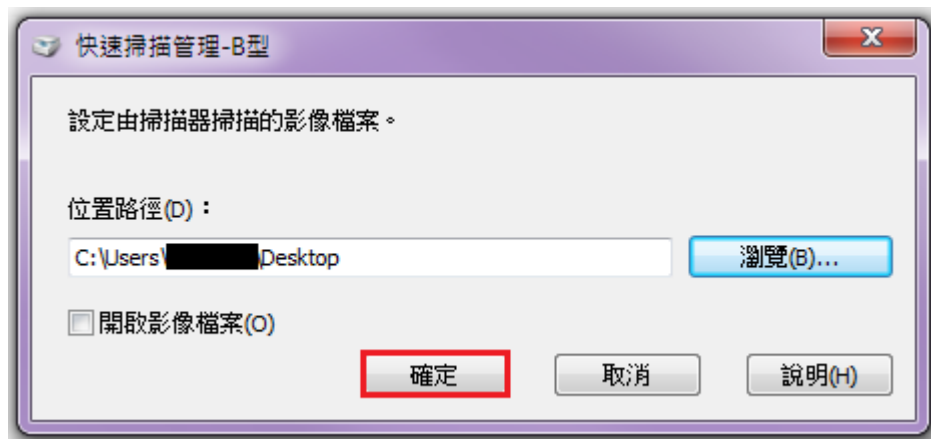 快速掃描管理-B型
設定由掃描器掃描的影像檔案。
位置路徑(D)：
C:\Users\ \Desktop
瀏覽(B)...
開啟影像檔案(O)
確定
取消
說明(H)